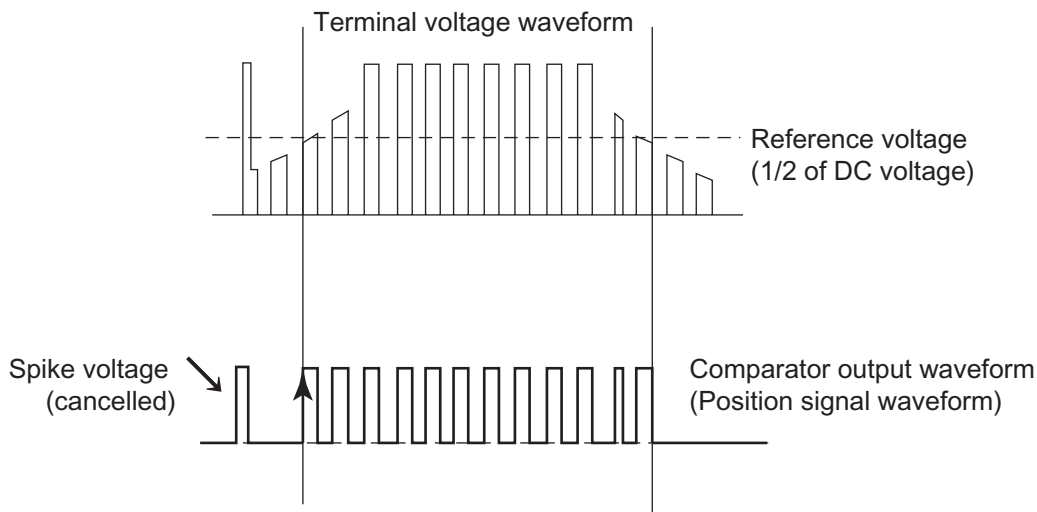 Terminal voltage waveform
Reference voltage
(1/2 of DC voltage)
Spike voltage
(cancelled)
Comparator output waveform
(Position signal waveform)